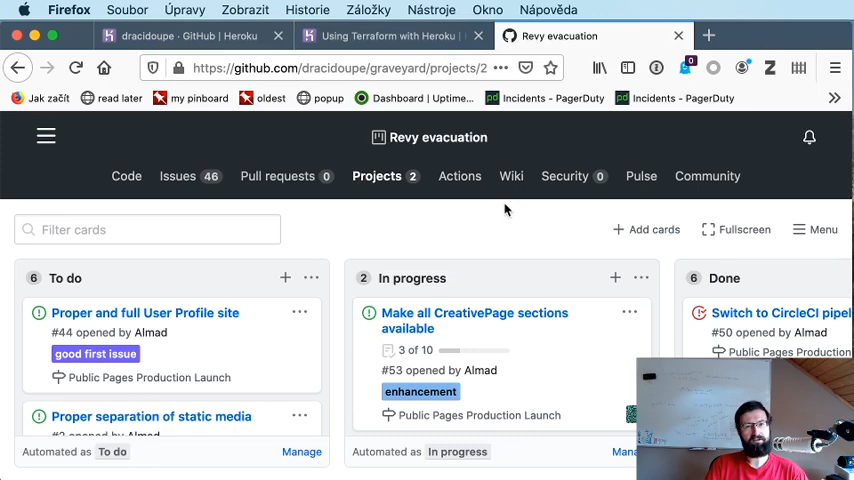 Firefox Soubor Úpravy Zobrazit Historie Záložky Nástroje Okno Nápověda
dracidoupe · GitHub | Heroku Using Terraform with Heroku | Revy evacuation
https://github.com/dracidoupe/graveyard/projects/2 0
Jak začít read later my pinboard oldest popup Dashboard | Uptime... Incidents - PagerDuty Incidents - PagerDuty
Revy evacuation
Code Issues 46 Pull requests 0 Projects 2 Actions Wiki Security 0 Pulse Community
Filter cards Add cards Fullscreen Menu
6 To do
Proper and full User Profile site
#44 opened by Almad
good first issue
Public Pages Production Launch
Proper separation of static media
Automated as To do Manage
2 In progress
Make all CreativePage sections
available
3 of 10
#53 opened by Almad
enhancement
Public Pages Production Launch
Automated as In progress
6 Done
Switch to CircleCI pipel
#50 opened by Almad
Public Pages Production